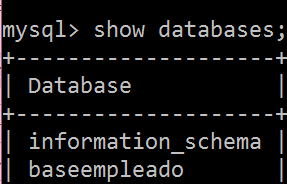 mysql> show databases;
+--------------------+
| Database           |
+--------------------+
| information_schema |
| baseempleado       |